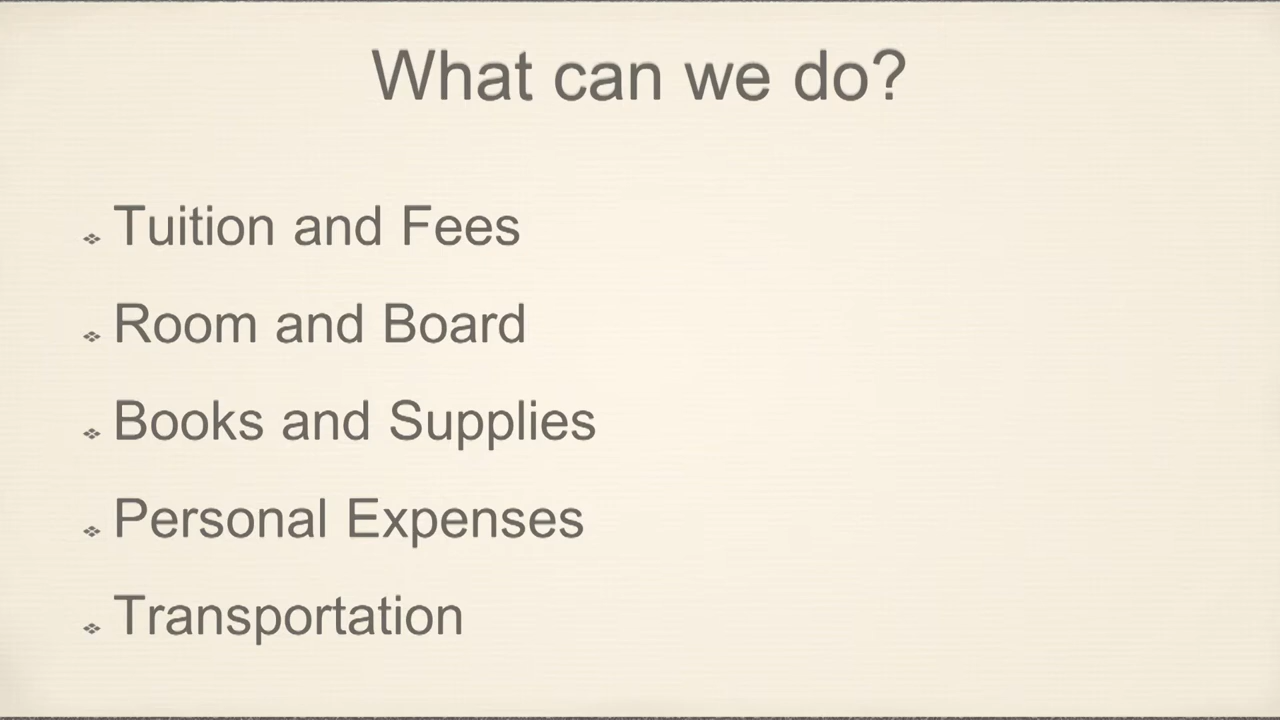 What can we do?
Tuition and Fees
Room and Board
Books and Supplies
Personal Expenses
Transportation